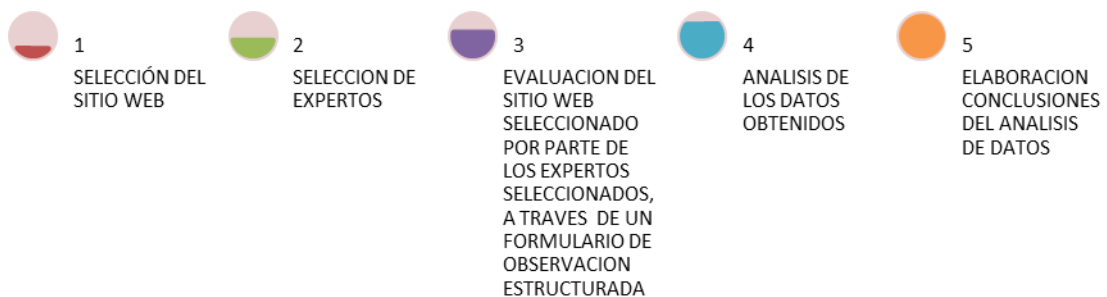 1
SELECCIÓN DEL
SITIO WEB
2
SELECCION DE
EXPERTOS
3
EVALUACION DEL
SITIO WEB
SELECCIONADO
POR PARTE DE
LOS EXPERTOS
SELECCIONADOS,
A TRAVES DE UN
FORMULARIO DE
OBSERVACION
ESTRUCTURADA
4
ANALISIS DE
LOS DATOS
OBTENIDOS
5
ELABORACION
CONCLUSIONES
DEL ANALISIS
DE DATOS